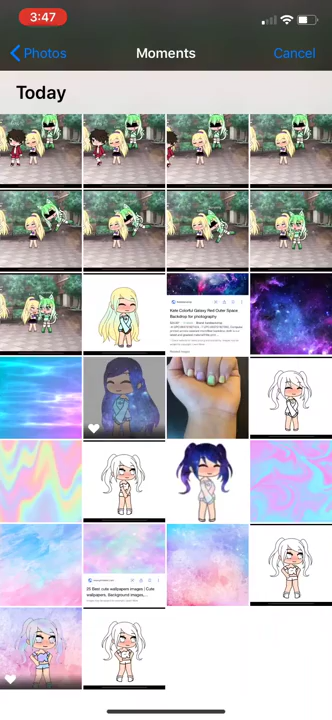 3:47
Photos
Moments
Cancel
Today
Kate Colorful Galaxy Red Outer Space
Backdrop for photography
25 Best cute wallpapers images | Cute
wallpapers, Background images,...